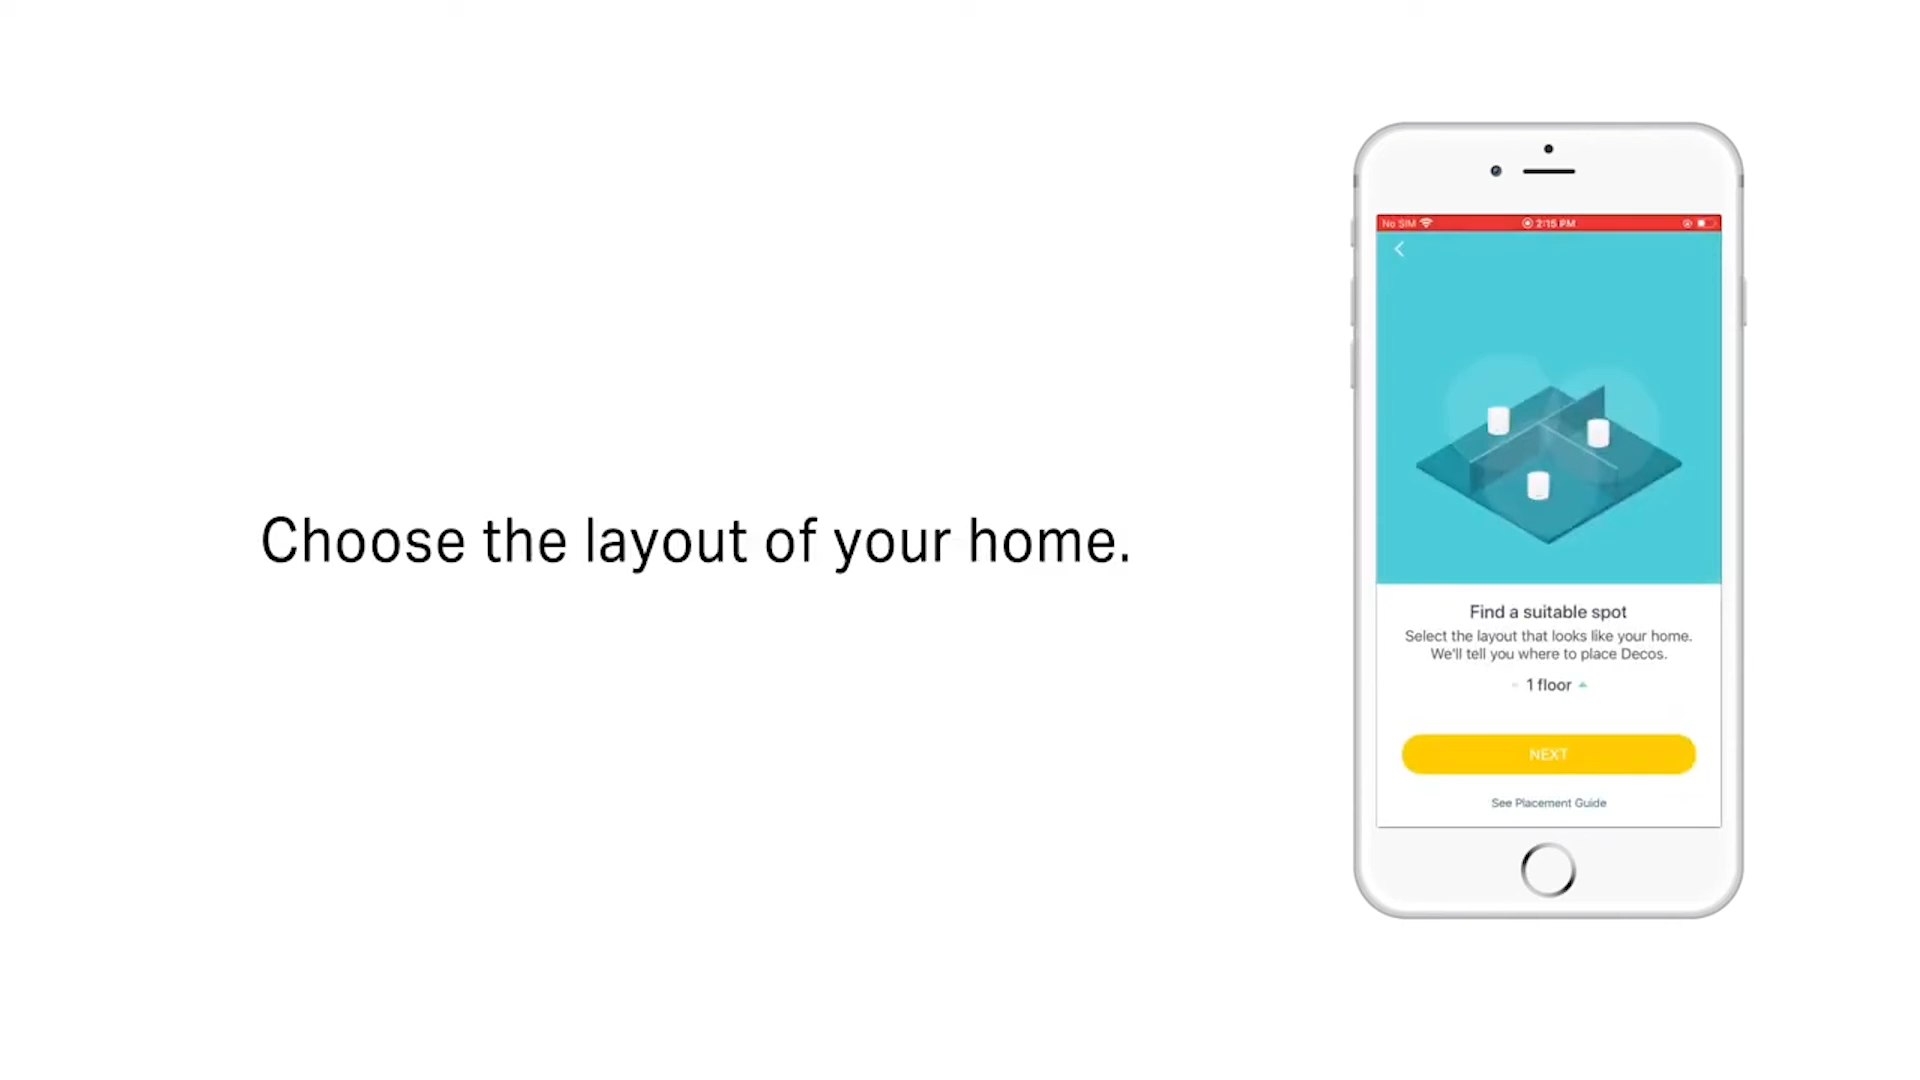 Choose the layout of your home.
No SIM
2:15 PM
Find a suitable spot
Select the layout that looks like your home.
We'll tell you where to place Decos.
1 floor
NEXT
See Placement Guide